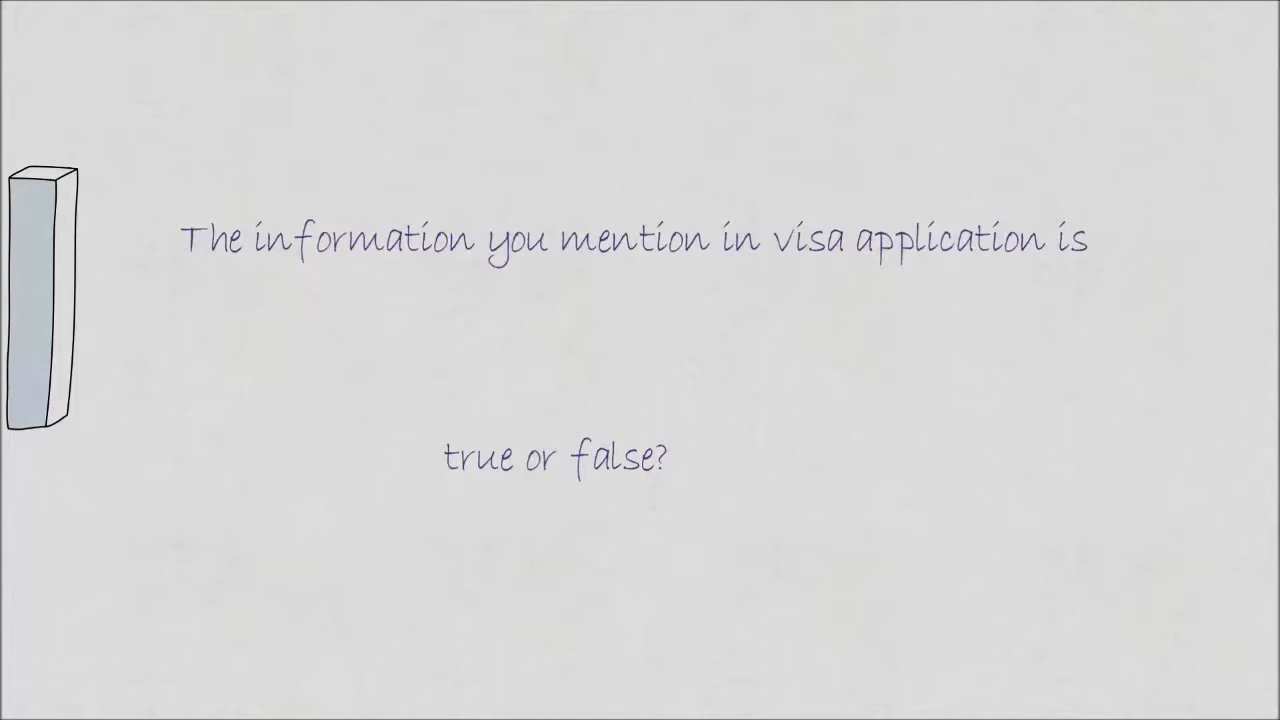 The information you mention in visa application is
true or false?